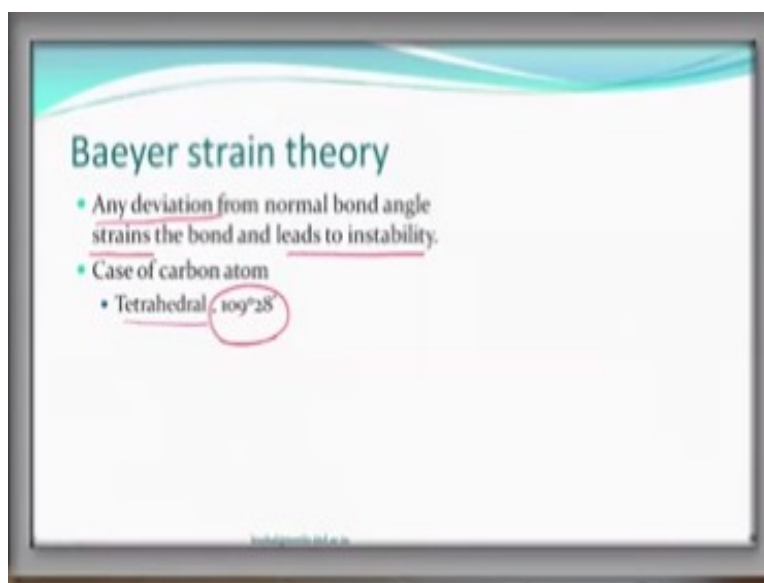 Baeyer strain theory
• Any deviation from normal bond angle
strains the bond and leads to instability.
• Case of carbon atom
• Tetrahedral , 109°28'